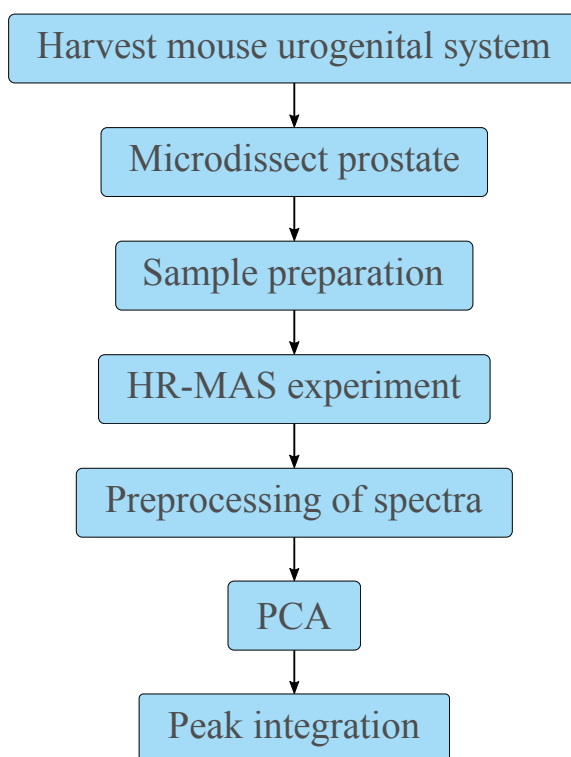 Harvest mouse urogenital system
Microdissect prostate
Sample preparation
HR-MAS experiment
Preprocessing of spectra
PCA
Peak integration